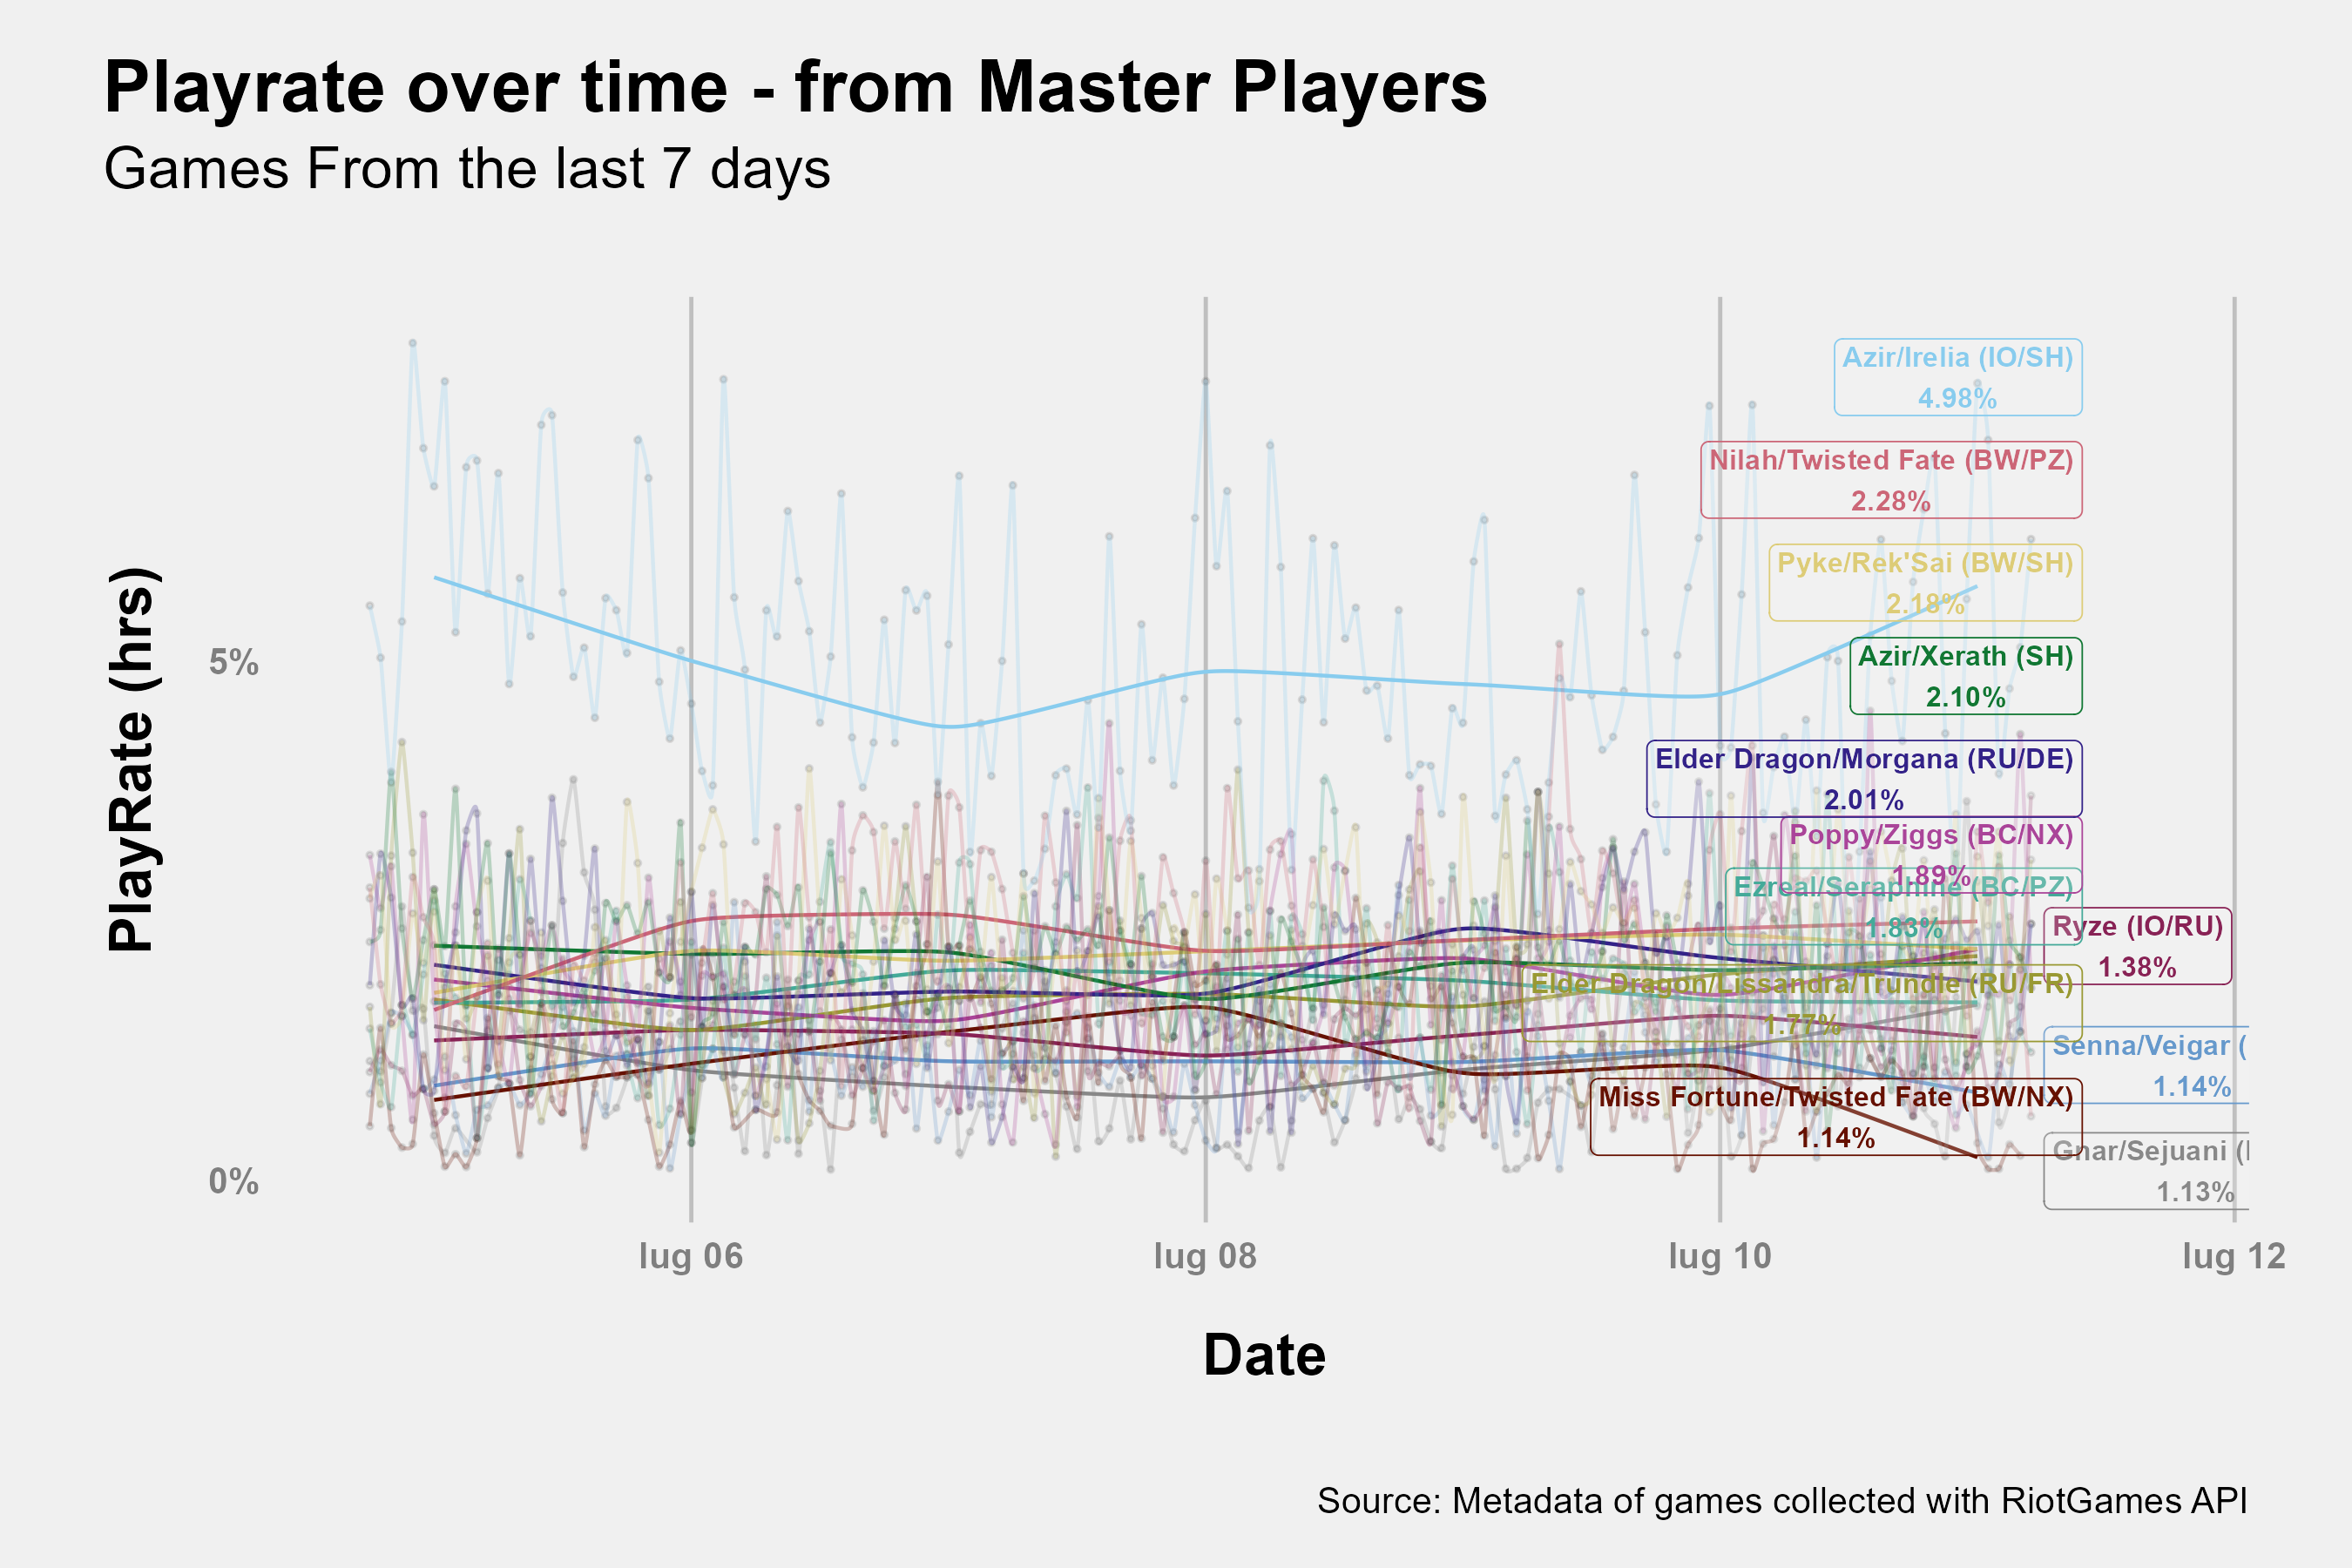 Playrate over time - from Master Players
Games From the last 7 days
PlayRate (hrs)
5%
0%
Azir/Irelia (IO/SH)
4.98%
Nilah/Twisted Fate (BW/PZ)
2.28%
Pyke/Rek'Sai (BW/SH)
2.18%
Azir/Xerath (SH)
2.10%
Elder Dragon/Morgana (RU/DE)
2.01%
Poppy/Ziggs (BC/NX)
1.89%
Ezreal/Seraphine (BC/PZ)
1.83%
Ryze (IO/RU)
1.38%
Elder Dragon/Lissandra/Trundle (RU/FR)
1.77%
Senna/Veigar (
1.14%
Miss Fortune/Twisted Fate (BW/NX)
1.14%
Gnar/Sejuani (
1.13%
lug 06
lug 08
lug 10
lug 12
Date
Source: Metadata of games collected with RiotGames API